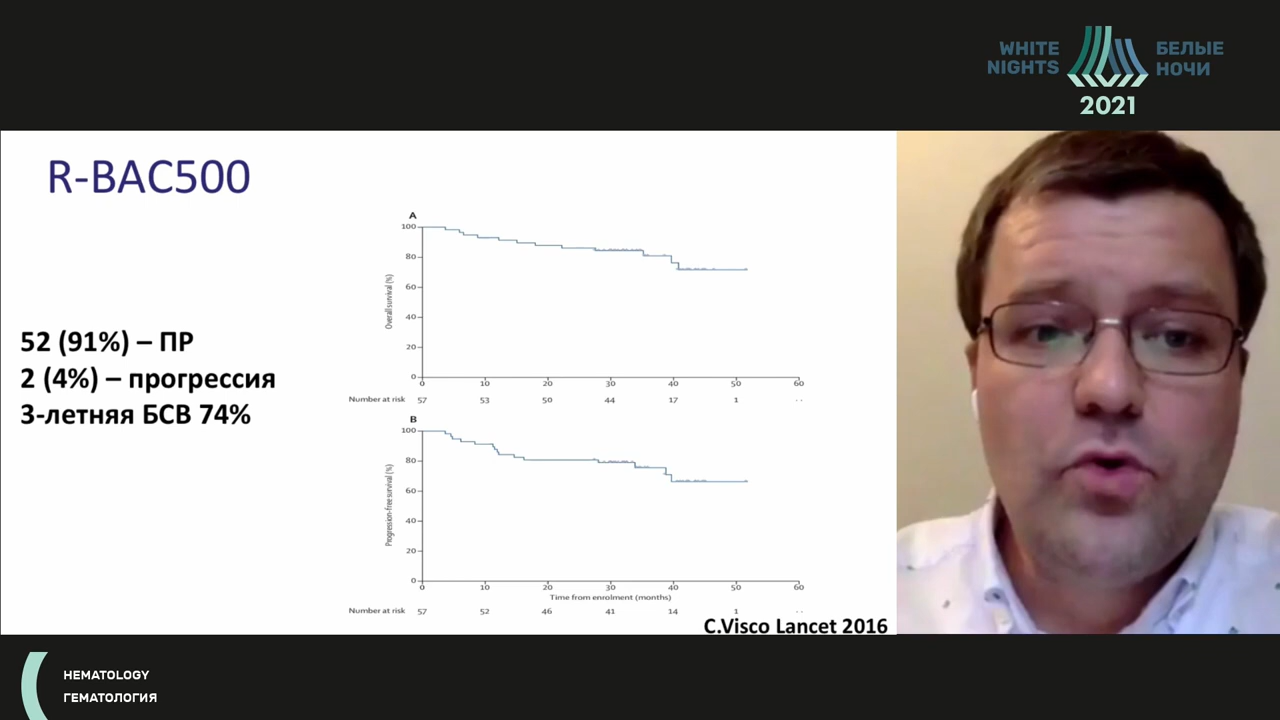 WHITE NIGHTS
БЕЛЫЕ НОЧИ
2021
R-BAC500
52 (91%) – ПР
2 (4%) – прогрессия
3-летняя БСВ 74%
A
Overall survival (%)
100
80
60
40
20
0
0 10 20 30 40 50 60
Number at risk 57 53 50 44 17 1 ··
B
Progression-free survival (%)
100
80
60
40
20
0
0 10 20 30 40 50 60
Time from enrolment (months)
Number at risk 57 52 46 41 14 1 ··
C.Visco Lancet 2016
HEMATOLOGY
ГЕМАТОЛОГИЯ